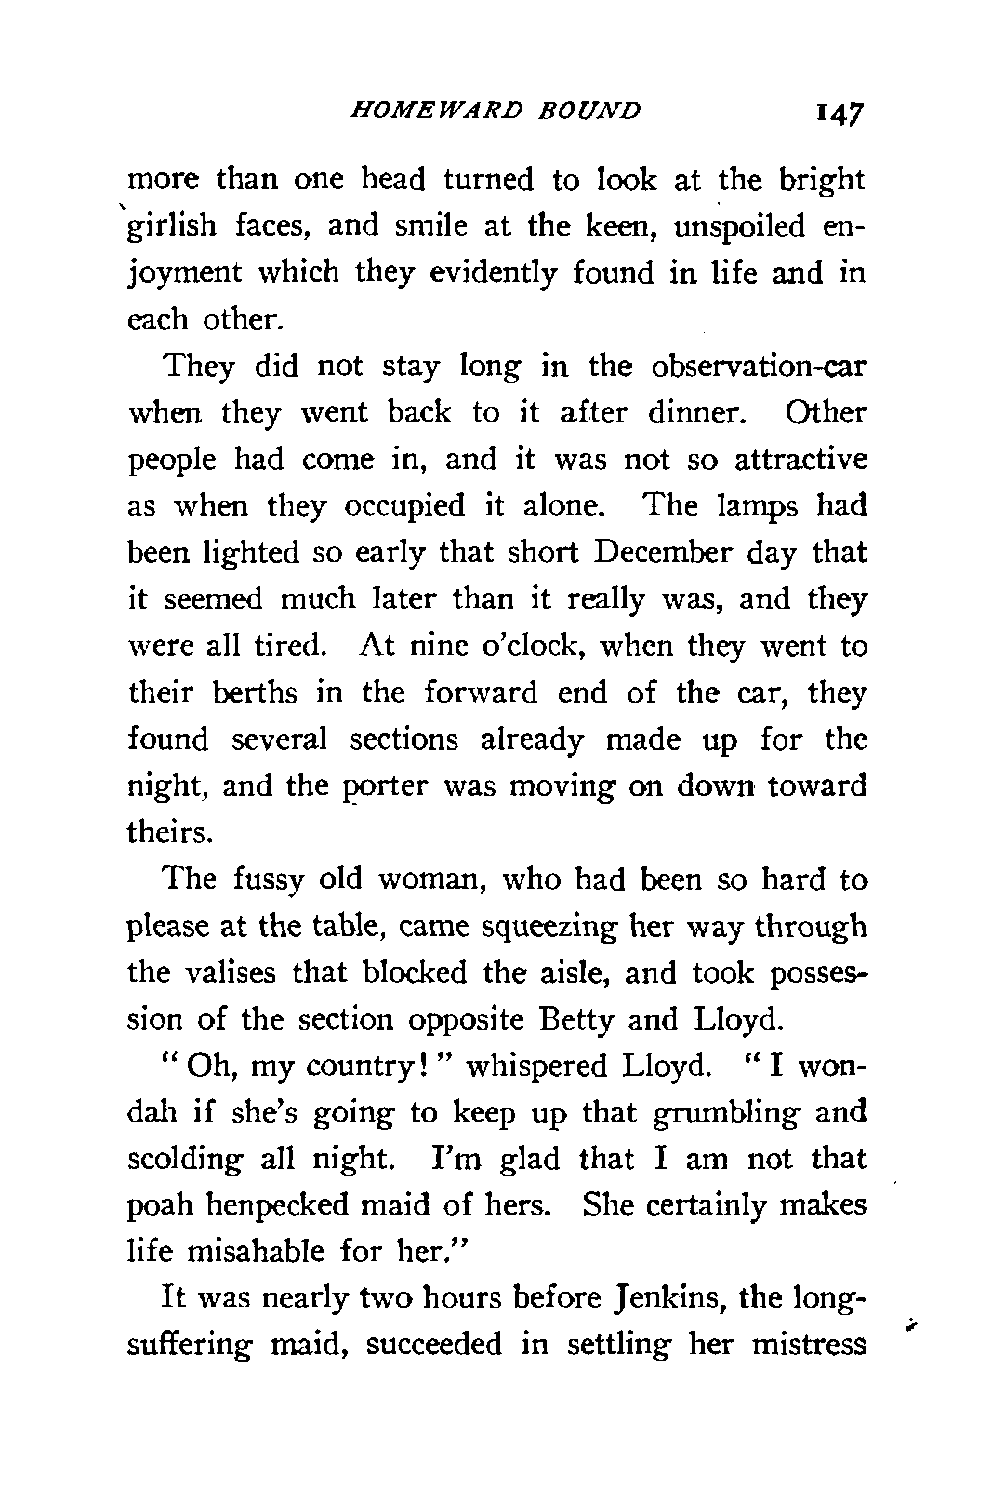 HOMEWARD BOUND 147
more than one head turned to look at the bright
girlish faces, and smile at the keen, unspoiled en-
joyment which they evidently found in life and in
each other.
They did not stay long in the observation-car
when they went back to it after dinner. Other
people had come in, and it was not so attractive
as when they occupied it alone. The lamps had
been lighted so early that short December day that
it seemed much later than it really was, and they
were all tired. At nine o'clock, when they went to
their berths in the forward end of the car, they
found several sections already made up for the
night, and the porter was moving on down toward
theirs.
The fussy old woman, who had been so hard to
please at the table, came squeezing her way through
the valises that blocked the aisle, and took posses-
sion of the section opposite Betty and Lloyd.
" Oh, my country! " whispered Lloyd. " I won-
dah if she's going to keep up that grumbling and
scolding all night. I'm glad that I am not that
poah henpecked maid of hers. She certainly makes
life misahable for her."
It was nearly two hours before Jenkins, the long-
suffering maid, succeeded in settling her mistress